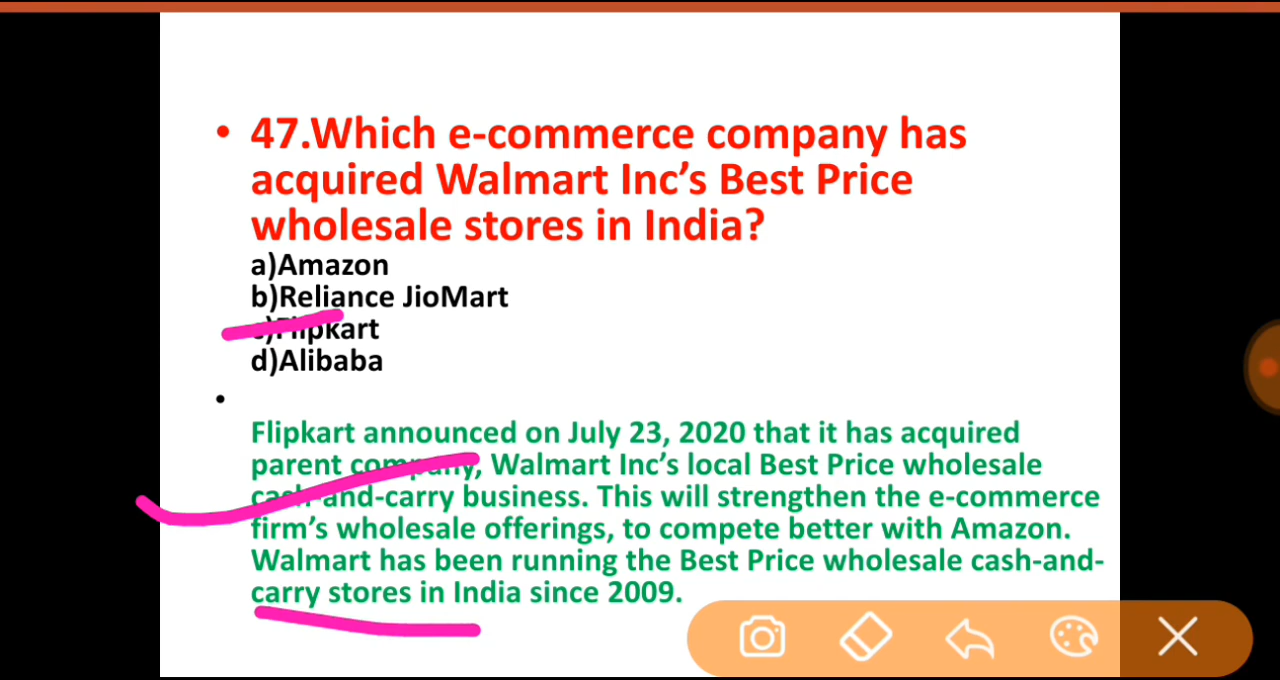 • 47.Which e-commerce company has
acquired Walmart Inc’s Best Price
wholesale stores in India?
a)Amazon
b)Reliance JioMart
c)Flipkart
d)Alibaba
•
Flipkart announced on July 23, 2020 that it has acquired
parent company, Walmart Inc’s local Best Price wholesale
cash-and-carry business. This will strengthen the e-commerce
firm’s wholesale offerings, to compete better with Amazon.
Walmart has been running the Best Price wholesale cash-and-
carry stores in India since 2009.